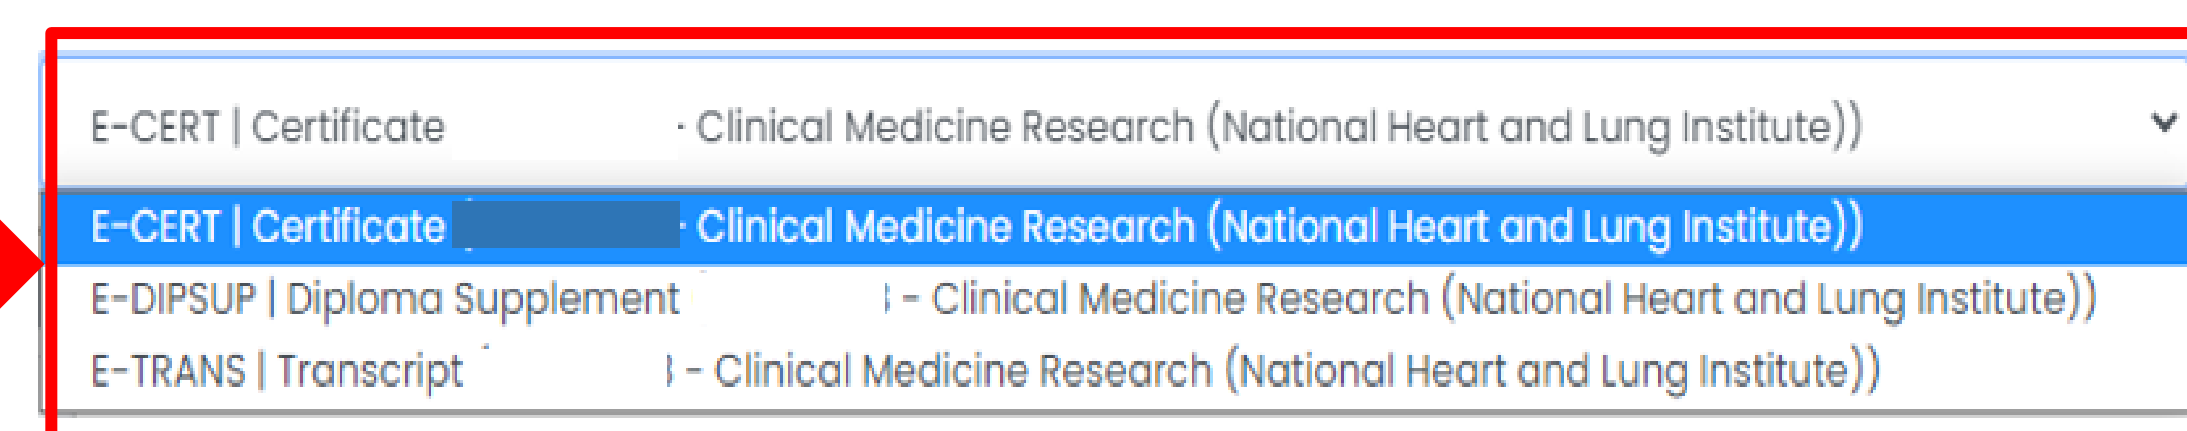 E-CERT | Certificate - Clinical Medicine Research (National Heart and Lung Institute))
E-CERT | Certificate - Clinical Medicine Research (National Heart and Lung Institute))
E-DIPSUP | Diploma Supplement - Clinical Medicine Research (National Heart and Lung Institute))
E-TRANS | Transcript - Clinical Medicine Research (National Heart and Lung Institute))